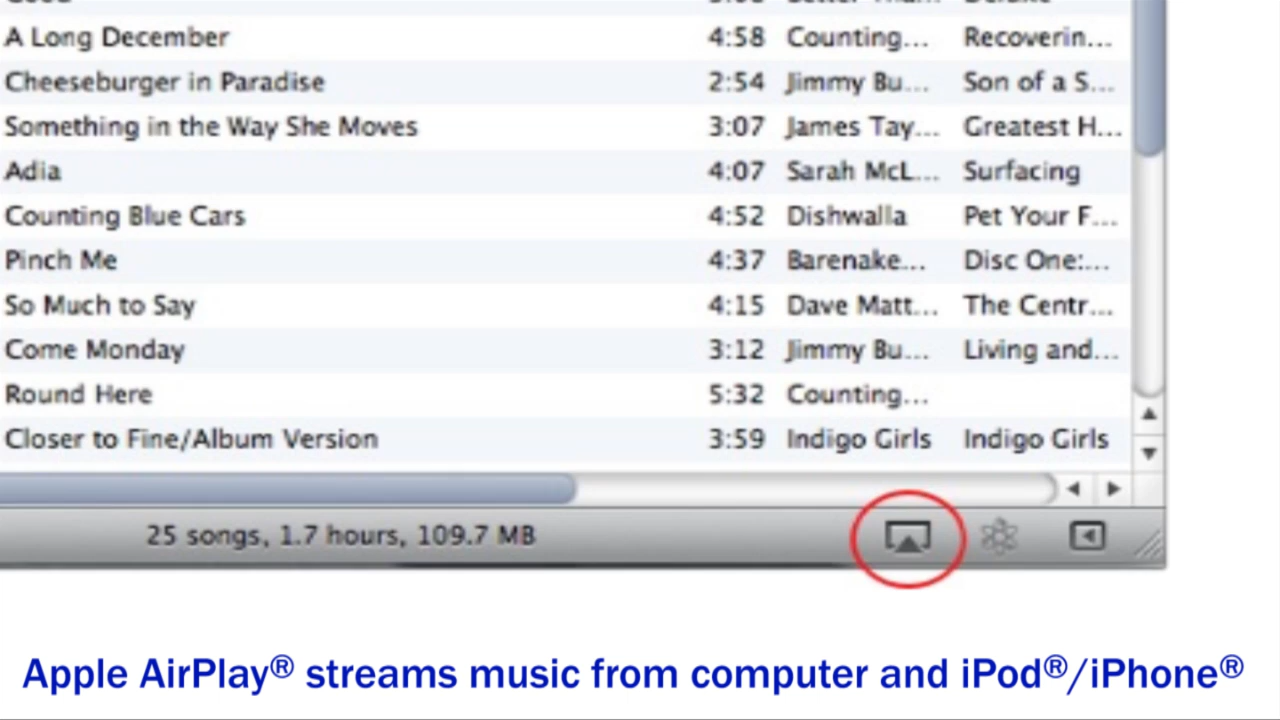 A Long December 4:58 Counting... Recoverin...
Cheeseburger in Paradise 2:54 Jimmy Bu... Son of a S...
Something in the Way She Moves 3:07 James Tay... Greatest H...
Adia 4:07 Sarah McL... Surfacing
Counting Blue Cars 4:52 Dishwalla Pet Your F...
Pinch Me 4:37 Barenake... Disc One:...
So Much to Say 4:15 Dave Matt... The Centr...
Come Monday 3:12 Jimmy Bu... Living and...
Round Here 5:32 Counting...
Closer to Fine/Album Version 3:59 Indigo Girls Indigo Girls
25 songs, 1.7 hours, 109.7 MB
Apple AirPlay® streams music from computer and iPod®/iPhone®